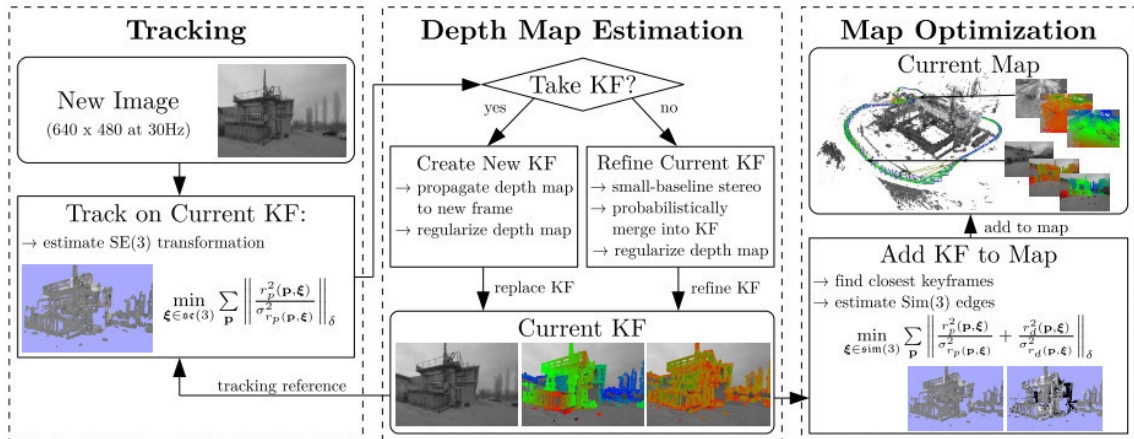 Tracking
New Image
(640 x 480 at 30Hz)
Track on Current KF:
→ estimate SE(3) transformation
min ξ∈𝔰𝔢(3) ∑ p ‖ r²p(p,ξ) / σ²rp(p,ξ) ‖δ
Depth Map Estimation
Take KF?
yes
no
Create New KF
→ propagate depth map
to new frame
→ regularize depth map
Refine Current KF
→ small-baseline stereo
→ probabilistically
merge into KF
→ regularize depth map
replace KF
refine KF
Current KF
tracking reference
Map Optimization
Current Map
add to map
Add KF to Map
→ find closest keyframes
→ estimate Sim(3) edges
min ξ∈𝔰𝔦𝔪(3) ∑ p ‖ r²p(p,ξ) / σ²rp(p,ξ) + r²d(p,ξ) / σ²rd(p,ξ) ‖δ